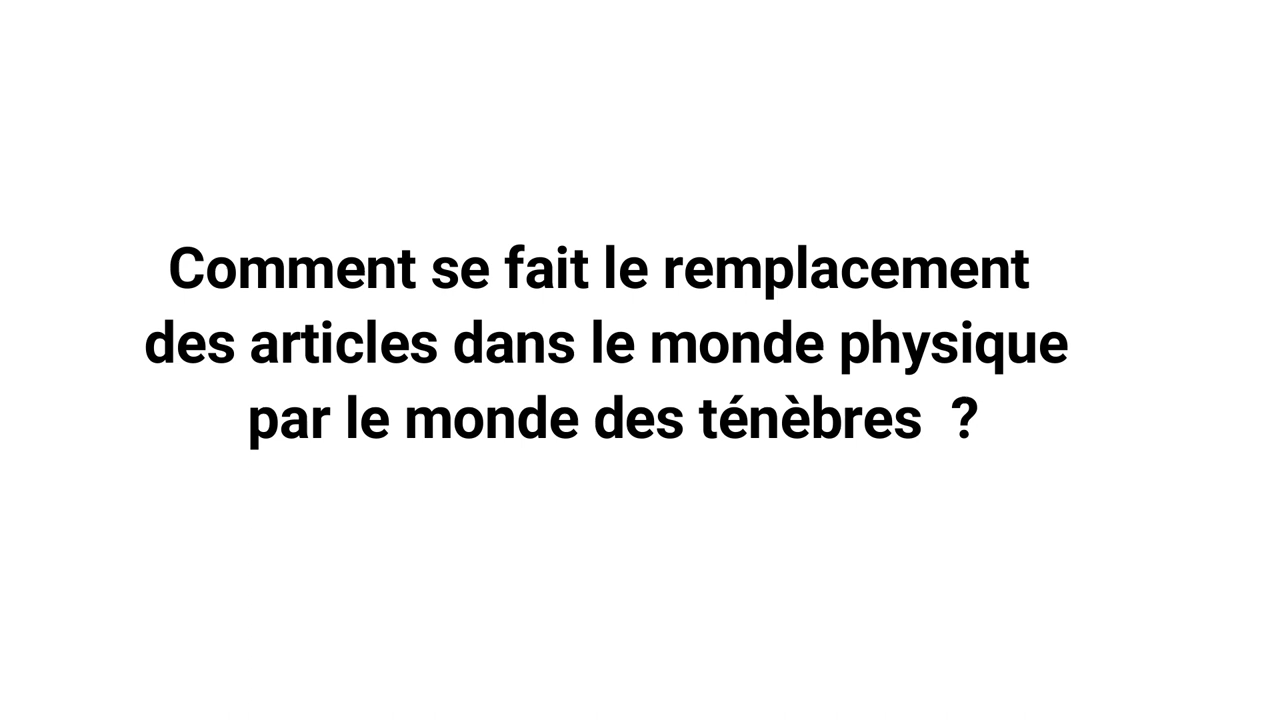 Comment se fait le remplacement
des articles dans le monde physique
par le monde des ténèbres  ?